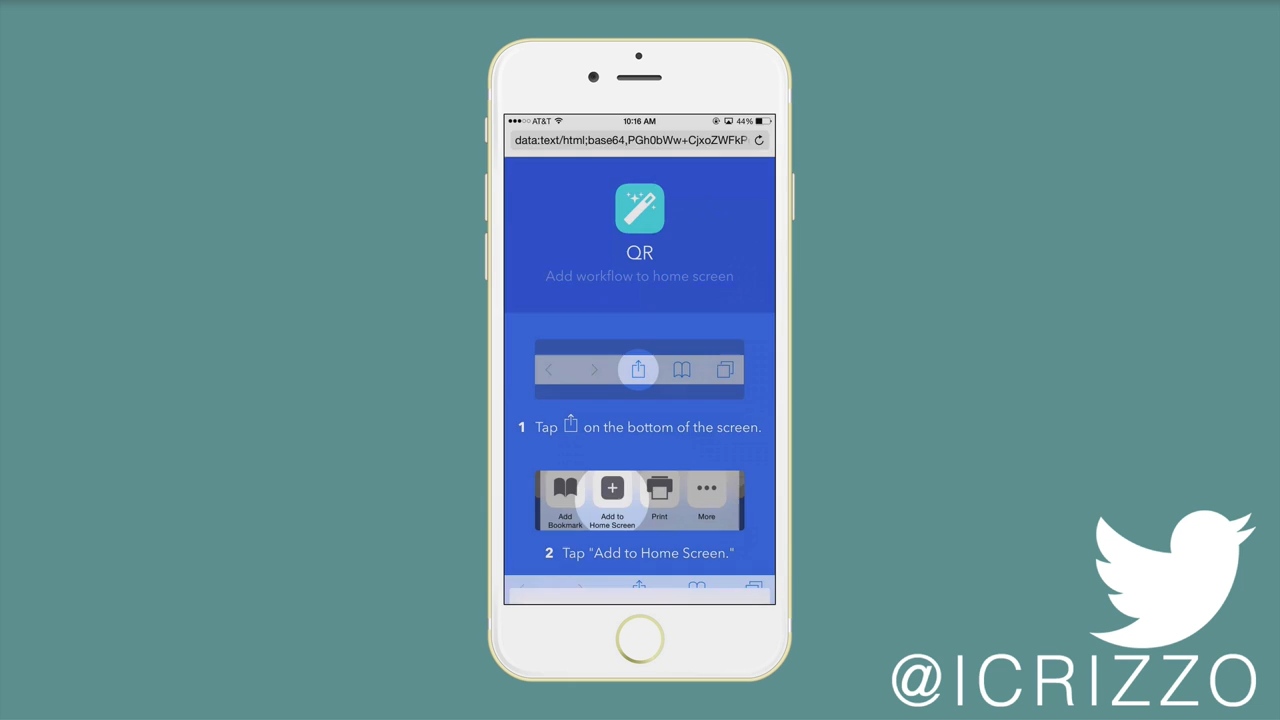 ●●●○○ AT&T 10:16 AM 44%
data:text/html;base64,PGh0bWw+CjxoZWFkP
QR
Add workflow to home screen
1 Tap on the bottom of the screen.
Add Bookmark
Add to Home Screen
Print
More
2 Tap "Add to Home Screen."
@ICRIZZO